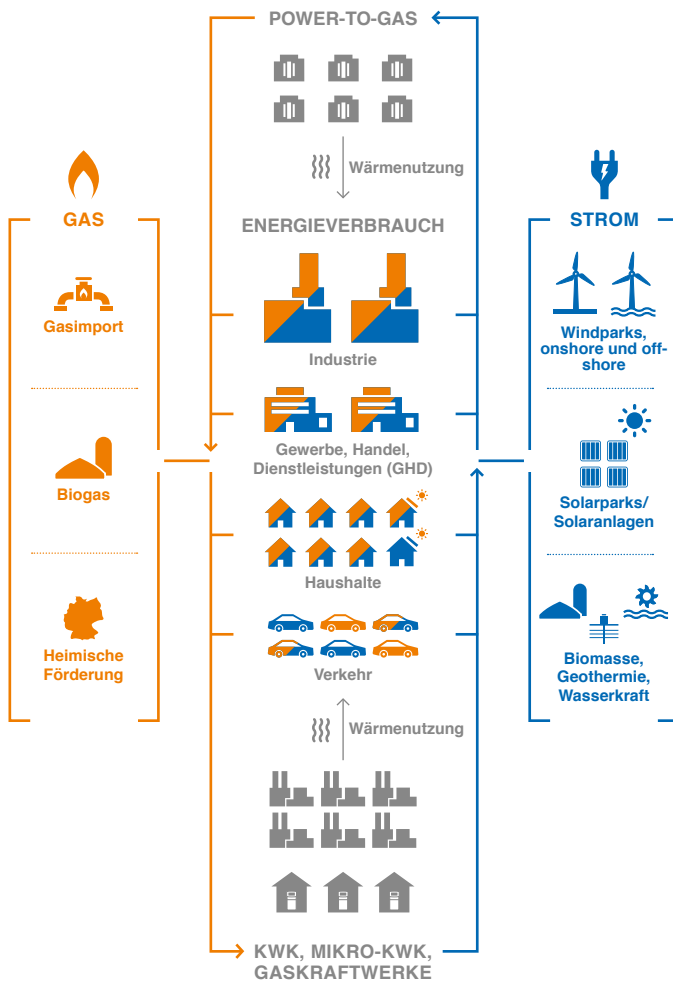 POWER-TO-GAS
Wärmenutzung
GAS
Gasimport
Biogas
Heimische
Förderung
ENERGIEVERBRAUCH
Industrie
Gewerbe, Handel,
Dienstleistungen (GHD)
Haushalte
Verkehr
Wärmenutzung
KWK, MIKRO-KWK,
GASKRAFTWERKE
STROM
Windparks,
onshore und off-
shore
Solarparks/
Solaranlagen
Biomasse,
Geothermie,
Wasserkraft